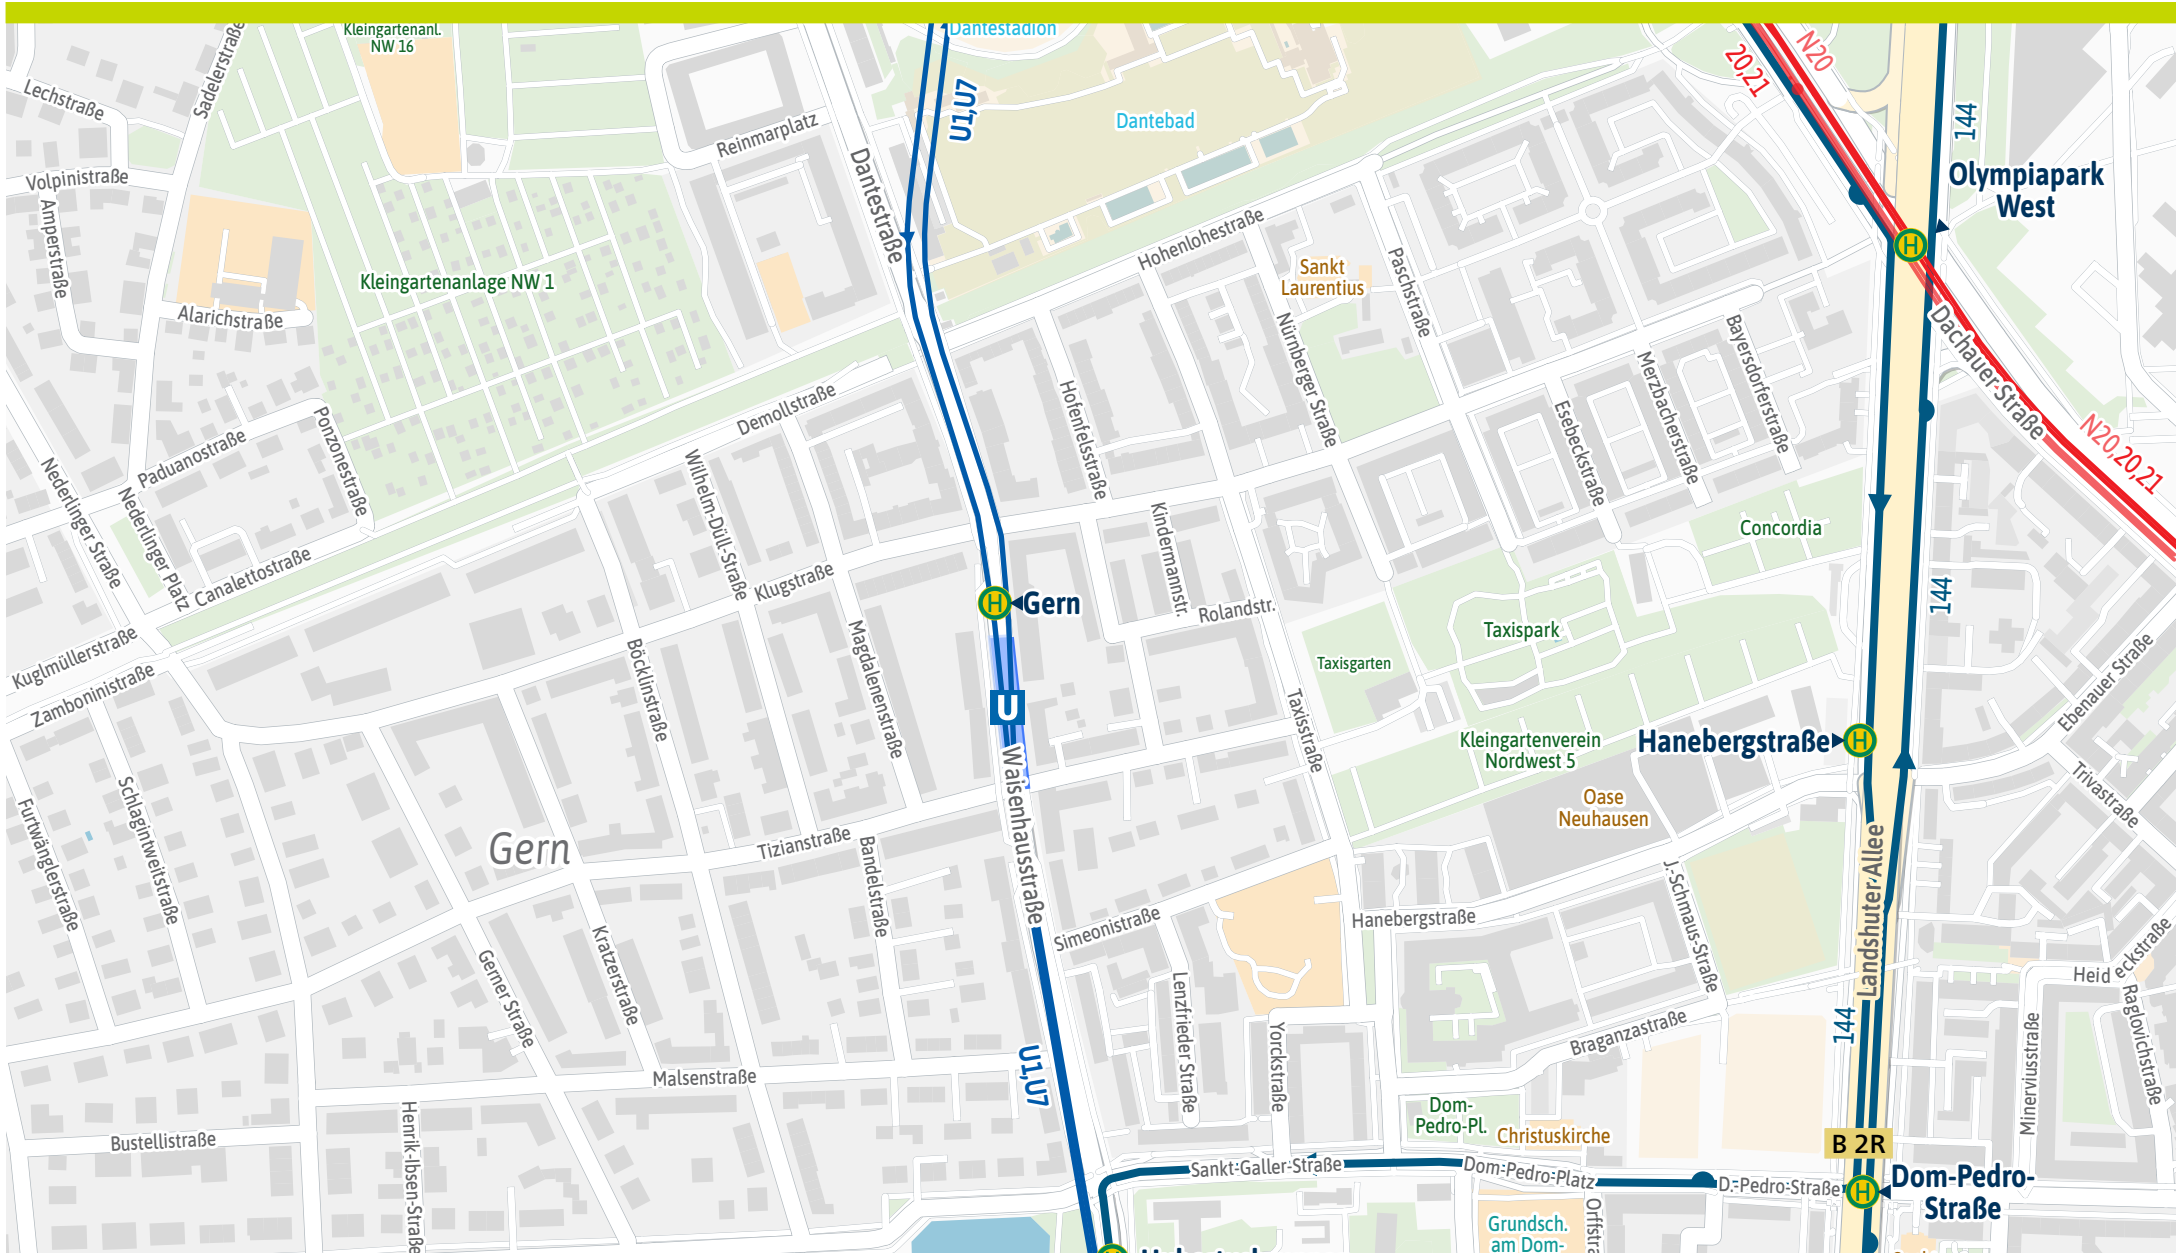 Kleingartenanl.
NW 16
Dantestadion
Sadelerstraße
Lechstraße
U1,U7
20,21
N20
144
Reinmarplatz
Dantebad
Dantestraße
Volpinistraße
Amperstraße
Olympiapark
West
H
Hohenlohestraße
Kleingartenanlage NW 1
Sankt
Laurentius
Paschstraße
Alarichstraße
Nürnberger Straße
Dachauer-Straße
Bayersdorferstraße
Merzbacherstraße
Esebeckstraße
Hofenfelsstraße
Demollstraße
Ponzonestraße
Paduanostraße
N20,20,21
Nederlinger Straße
Nederlinger Platz
Wilhelm-Düll-Straße
Kindermannstr.
Concordia
Canalettostraße
Klugstraße
144
H
Gern
Rolandstr.
Taxispark
Taxisgarten
Kuglmüllerstraße
Zamboninistraße
Böcklinstraße
Magdalenenstraße
U
Taxisstraße
Ebenauer Straße
Kleingartenverein
Nordwest 5
Hanebergstraße
H
Trivastraße
Schlagintweitstraße
Furtwänglerstraße
Waisenhausstraße
Oase
Neuhausen
Gern
Tizianstraße
Bandelstraße
Landshuter Allee
J.-Schmaus-Straße
Simeonistraße
Hanebergstraße
Gerner Straße
Kratzerstraße
Lenzfrieder Straße
Heid eckstraße
Raglovichstraße
Minerviusstraße
Yorckstraße
Braganzastraße
144
U1,U7
Malsenstraße
Henrik-Ibsen-Straße
Bustellistraße
Dom-
Pedro-Pl.
Christuskirche
B 2R
Sankt-Galler-Straße
Dom-Pedro-Platz
D.-Pedro-Straße
H
Dom-Pedro-
Straße
Grundsch.
am Dom-